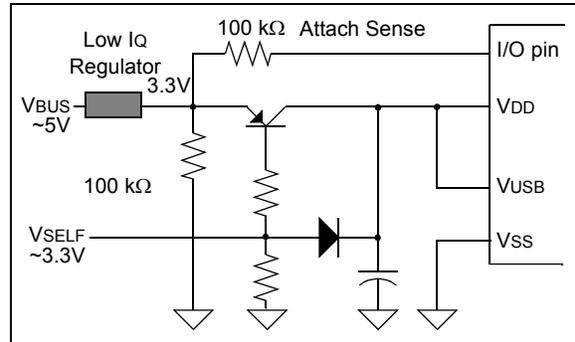 100 kΩ Attach Sense
Low IQ
Regulator
3.3V
I/O pin
VBUS
~5V
VDD
100 kΩ
VUSB
VSELF
~3.3V
VSS